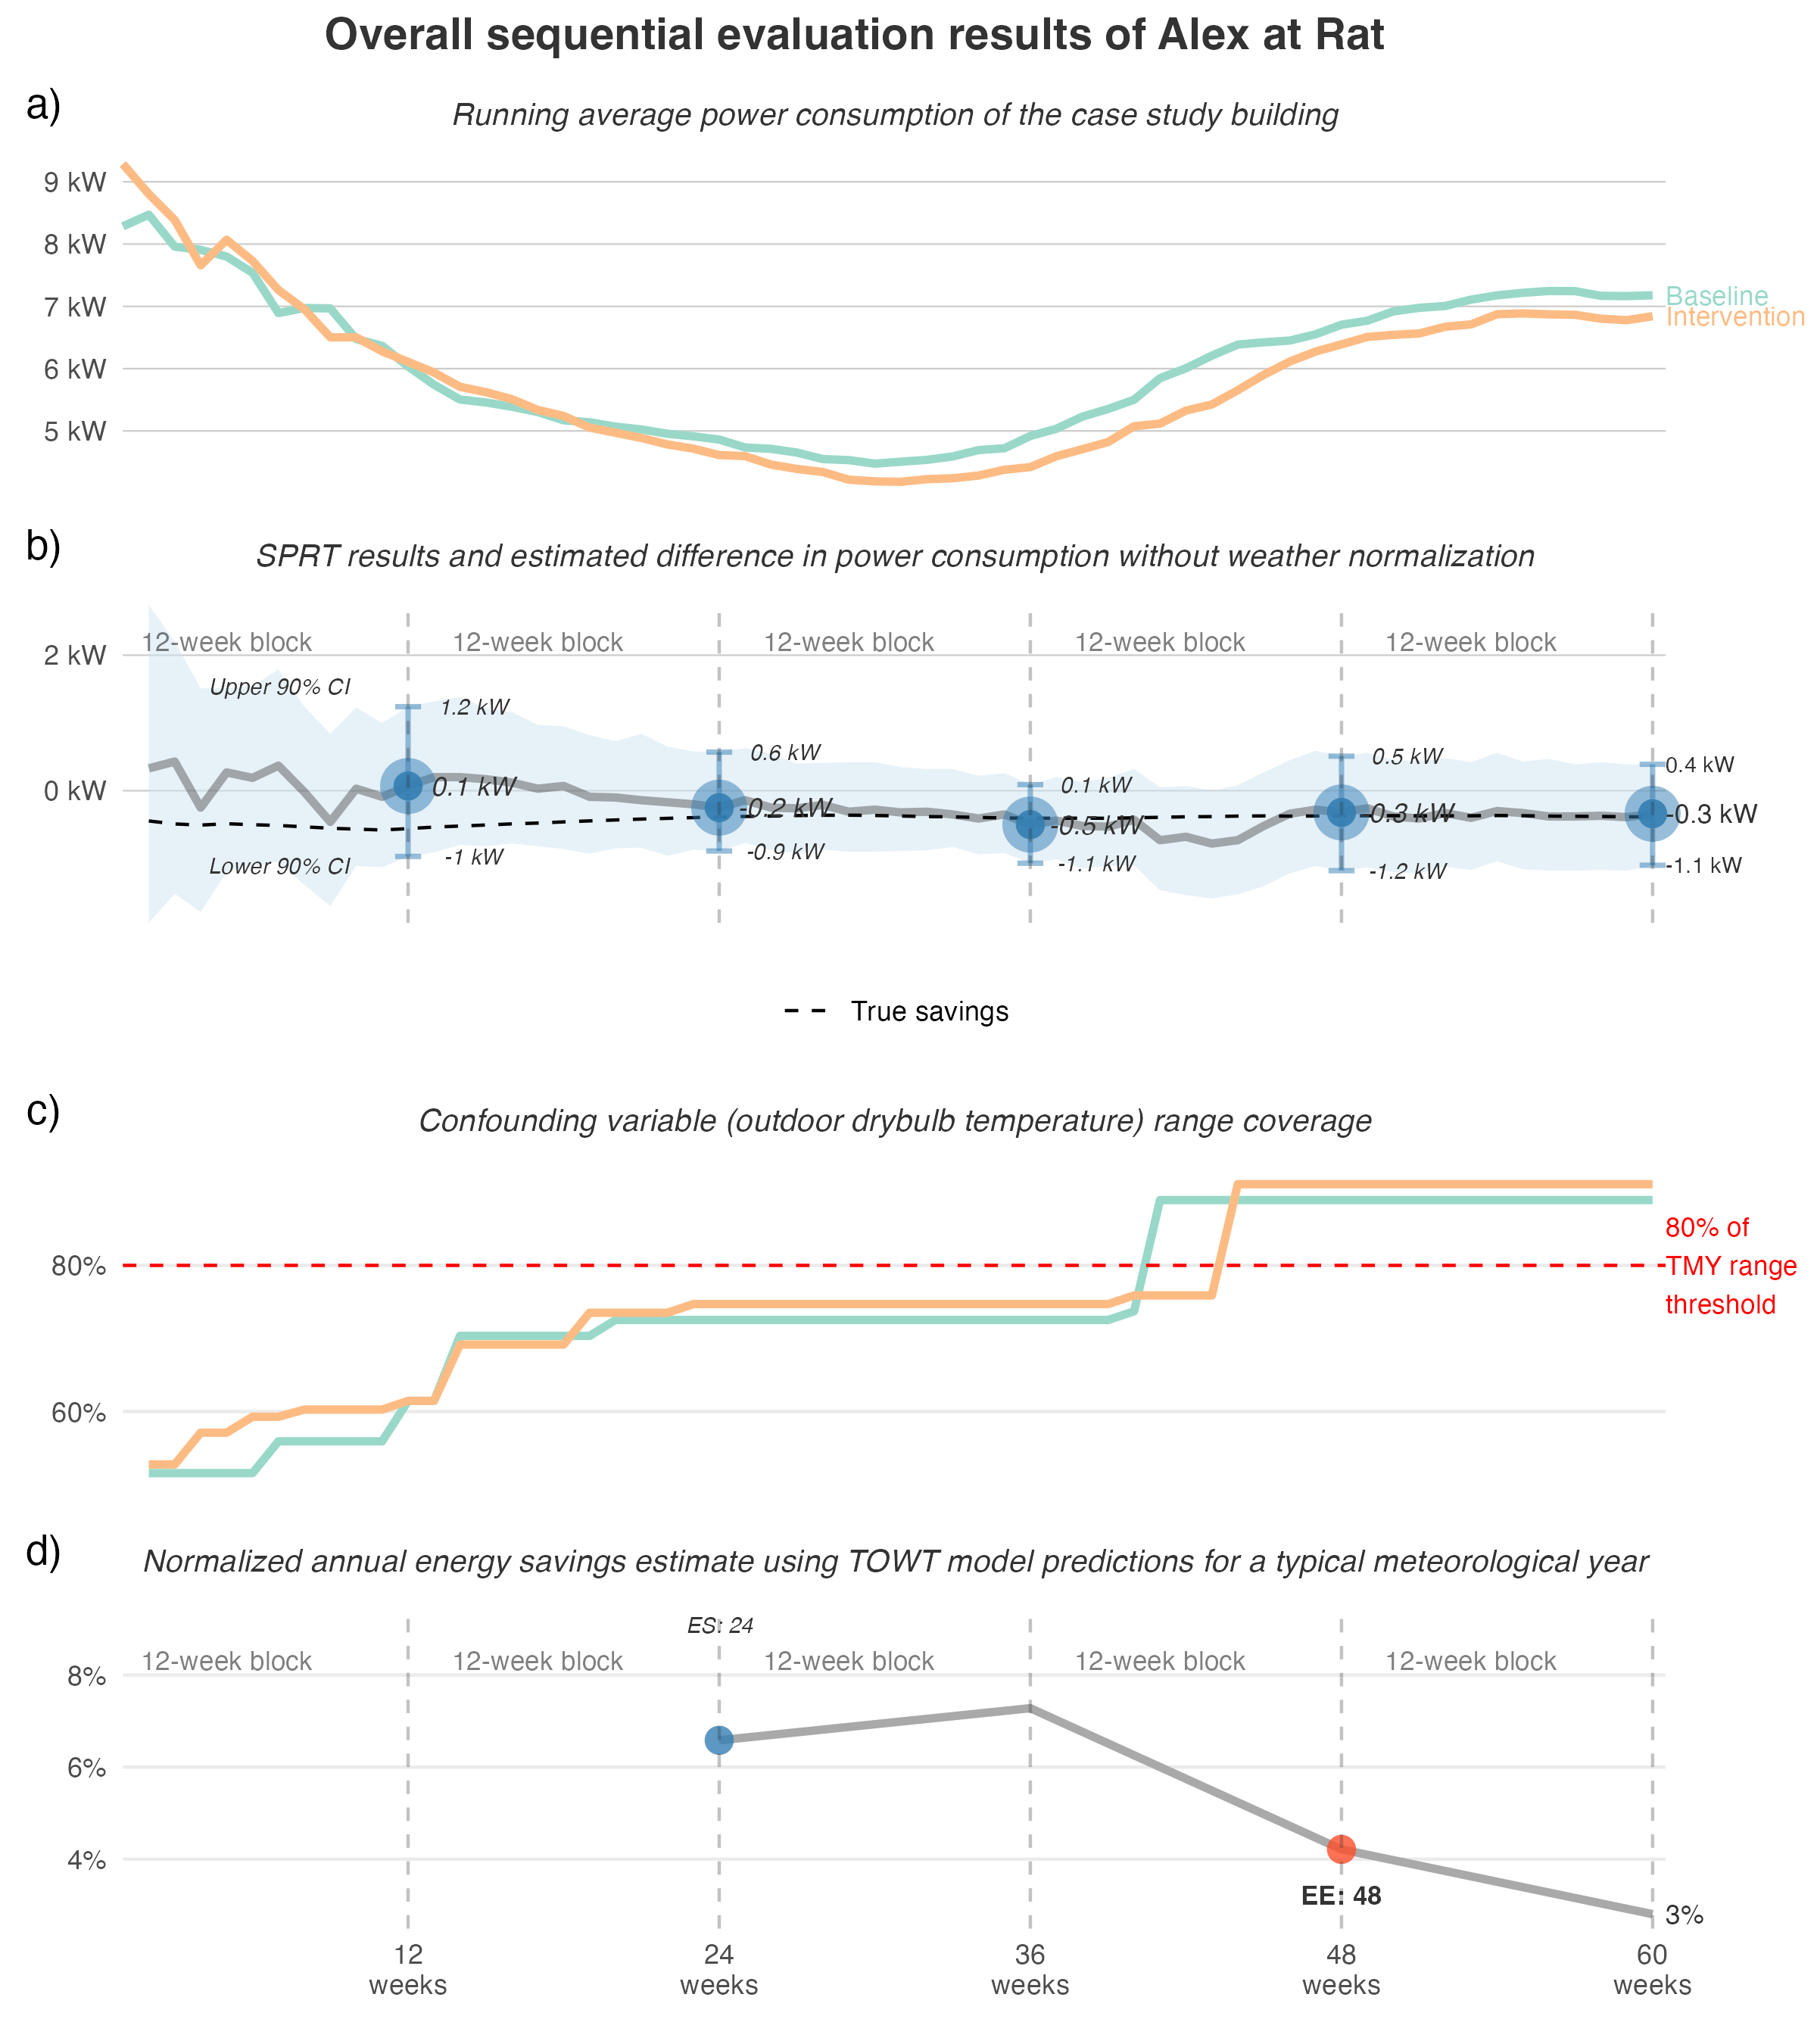 Overall sequential evaluation results of Alex at Rat
a)
Running average power consumption of the case study building
9 kW
8 kW
7 kW
6 kW
5 kW
Baseline
Intervention
b)
SPRT results and estimated difference in power consumption without weather normalization
12-week block 12-week block 12-week block 12-week block 12-week block
2 kW
0 kW
Upper 90% CI
Lower 90% CI
1.2 kW
0.1 kW
-1 kW
0.6 kW
-0.2 kW
-0.9 kW
0.1 kW
-0.5 kW
-1.1 kW
0.5 kW
-0.3 kW
-1.2 kW
0.4 kW
-0.3 kW
-1.1 kW
True savings
c)
Confounding variable (outdoor drybulb temperature) range coverage
80%
60%
80% of
TMY range
threshold
d)
Normalized annual energy savings estimate using TOWT model predictions for a typical meteorological year
ES: 24
12-week block 12-week block 12-week block 12-week block 12-week block
8%
6%
4%
EE: 48
3%
12 24 36 48 60
weeks weeks weeks weeks weeks